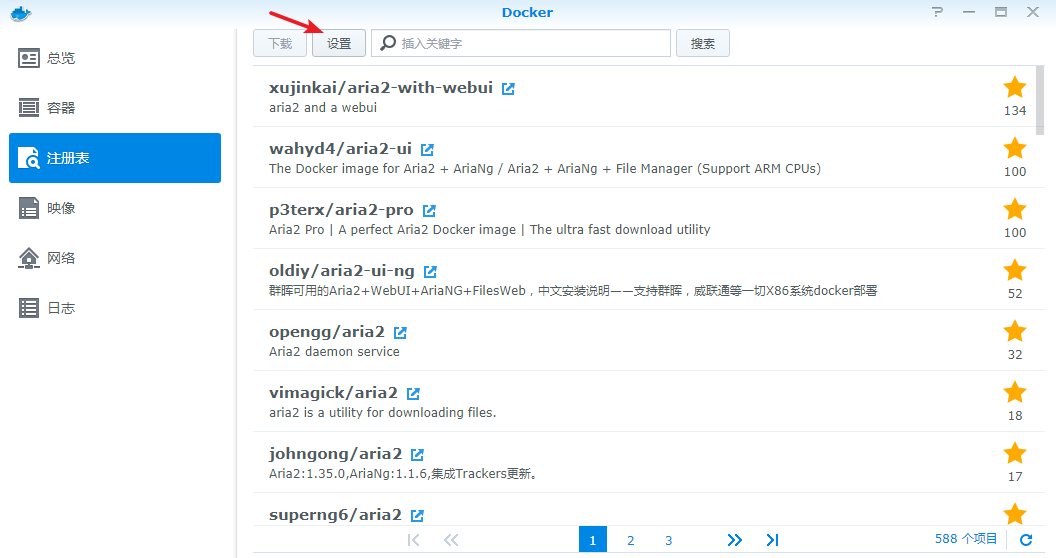 Docker
总览
容器
注册表
映像
网络
日志
下载 设置 插入关键字 搜索
xujinkai/aria2-with-webui
aria2 and a webui
134
wahyd4/aria2-ui
The Docker image for Aria2 + AriaNg / Aria2 + AriaNg + File Manager (Support ARM CPUs)
100
p3terx/aria2-pro
Aria2 Pro | A perfect Aria2 Docker image | The ultra fast download utility
100
oldiy/aria2-ui-ng
群晖可用的Aria2+WebUI+AriaNG+FilesWeb，中文安装说明——支持群晖，威联通等一切X86系统docker部署
52
opengg/aria2
Aria2 daemon service
32
vimagick/aria2
aria2 is a utility for downloading files.
18
johngong/aria2
Aria2:1.35.0,AriaNg:1.1.6,集成Trackers更新。
17
superng6/aria2
1 2 3 588 个项目